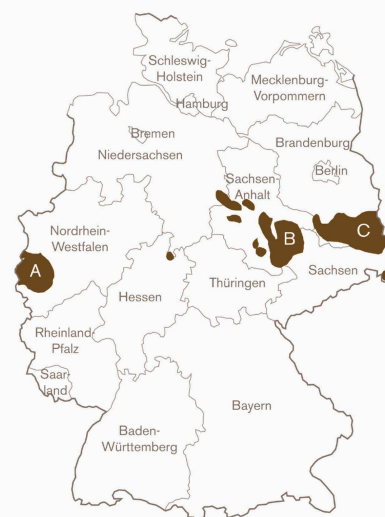 Schleswig-
Holstein
Mecklenburg-
Vorpommern
Hamburg
Bremen
Niedersachsen
Brandenburg
Berlin
Sachsen-
Anhalt
Nordrhein-
Westfalen
A
B
C
Sachsen
Thüringen
Hessen
Rheinland-
Pfalz
Saar-
land
Bayern
Baden-
Württemberg